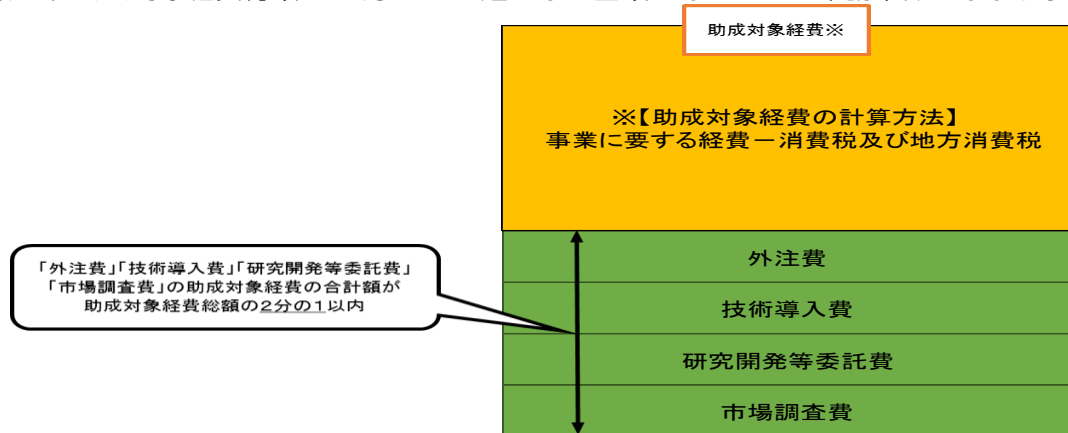 助成対象経費※
※【助成対象経費の計算方法】
事業に要する経費－消費税及び地方消費税
「外注費」「技術導入費」「研究開発等委託費」
「市場調査費」の助成対象経費の合計額が
助成対象経費総額の2分の1以内
外注費
技術導入費
研究開発等委託費
市場調査費